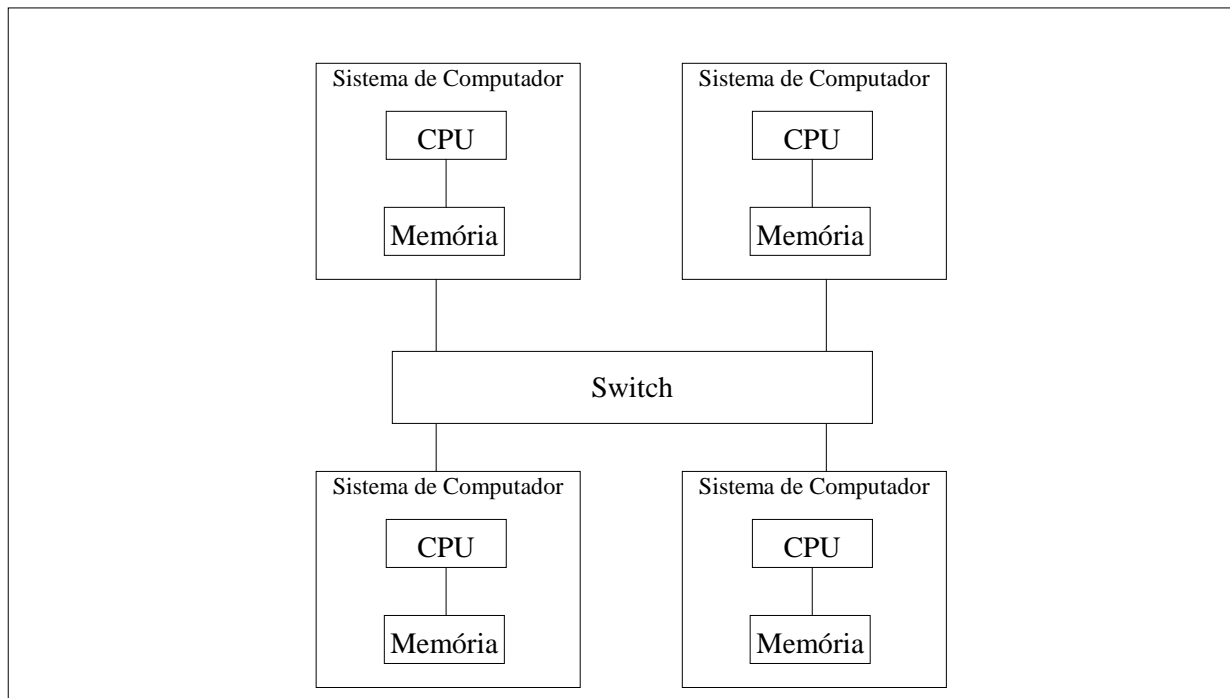 Sistema de Computador
CPU
Memória
Sistema de Computador
CPU
Memória
Switch
Sistema de Computador
CPU
Memória
Sistema de Computador
CPU
Memória